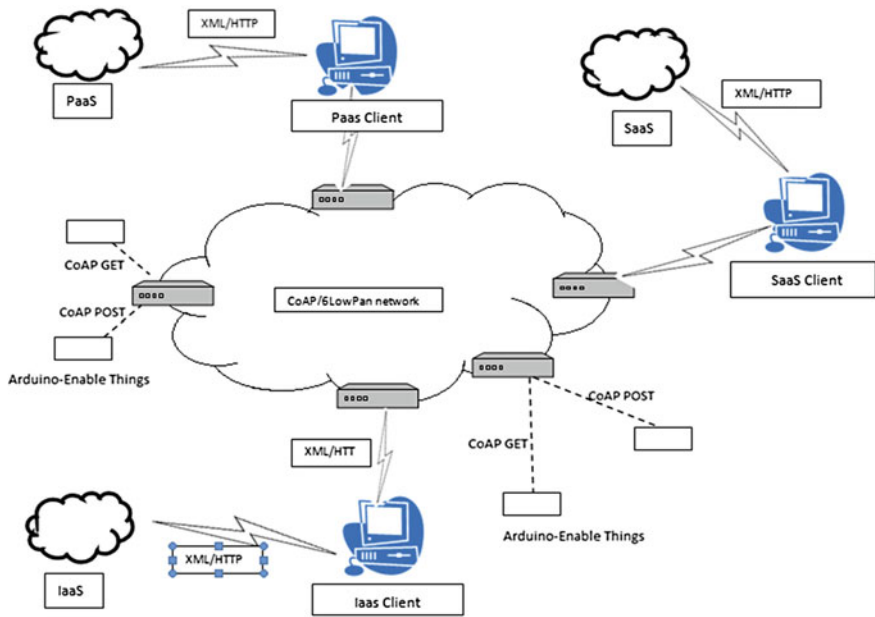 XML/HTTP
PaaS
Paas Client
XML/HTTP
SaaS
SaaS Client
CoAP GET
CoAP POST
Arduino-Enable Things
CoAP/6LowPan network
CoAP POST
CoAP GET
Arduino-Enable Things
XML/HTT
XML/HTTP
IaaS
Iaas Client